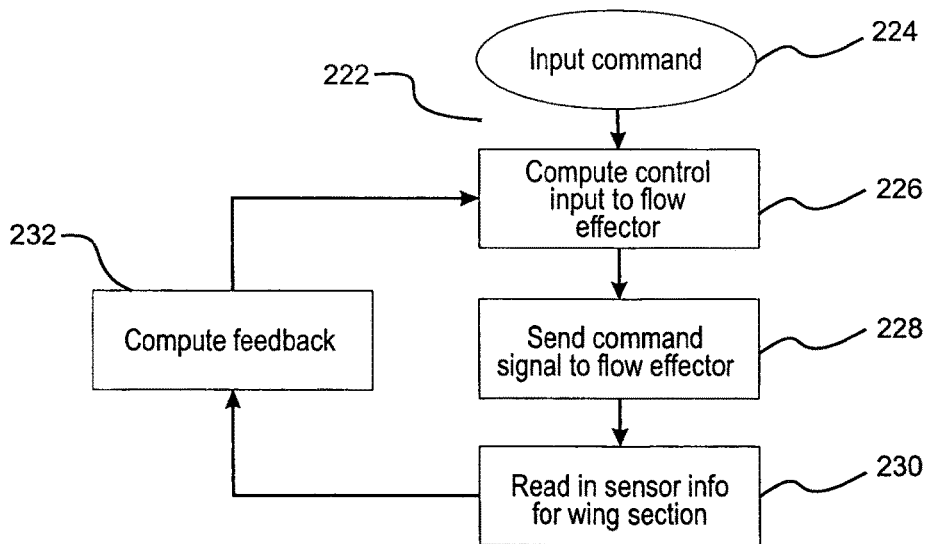 224
Input command
222
Compute control
input to flow
effector
226
232
Compute feedback
Send command
signal to flow effector
228
Read in sensor info
for wing section
230